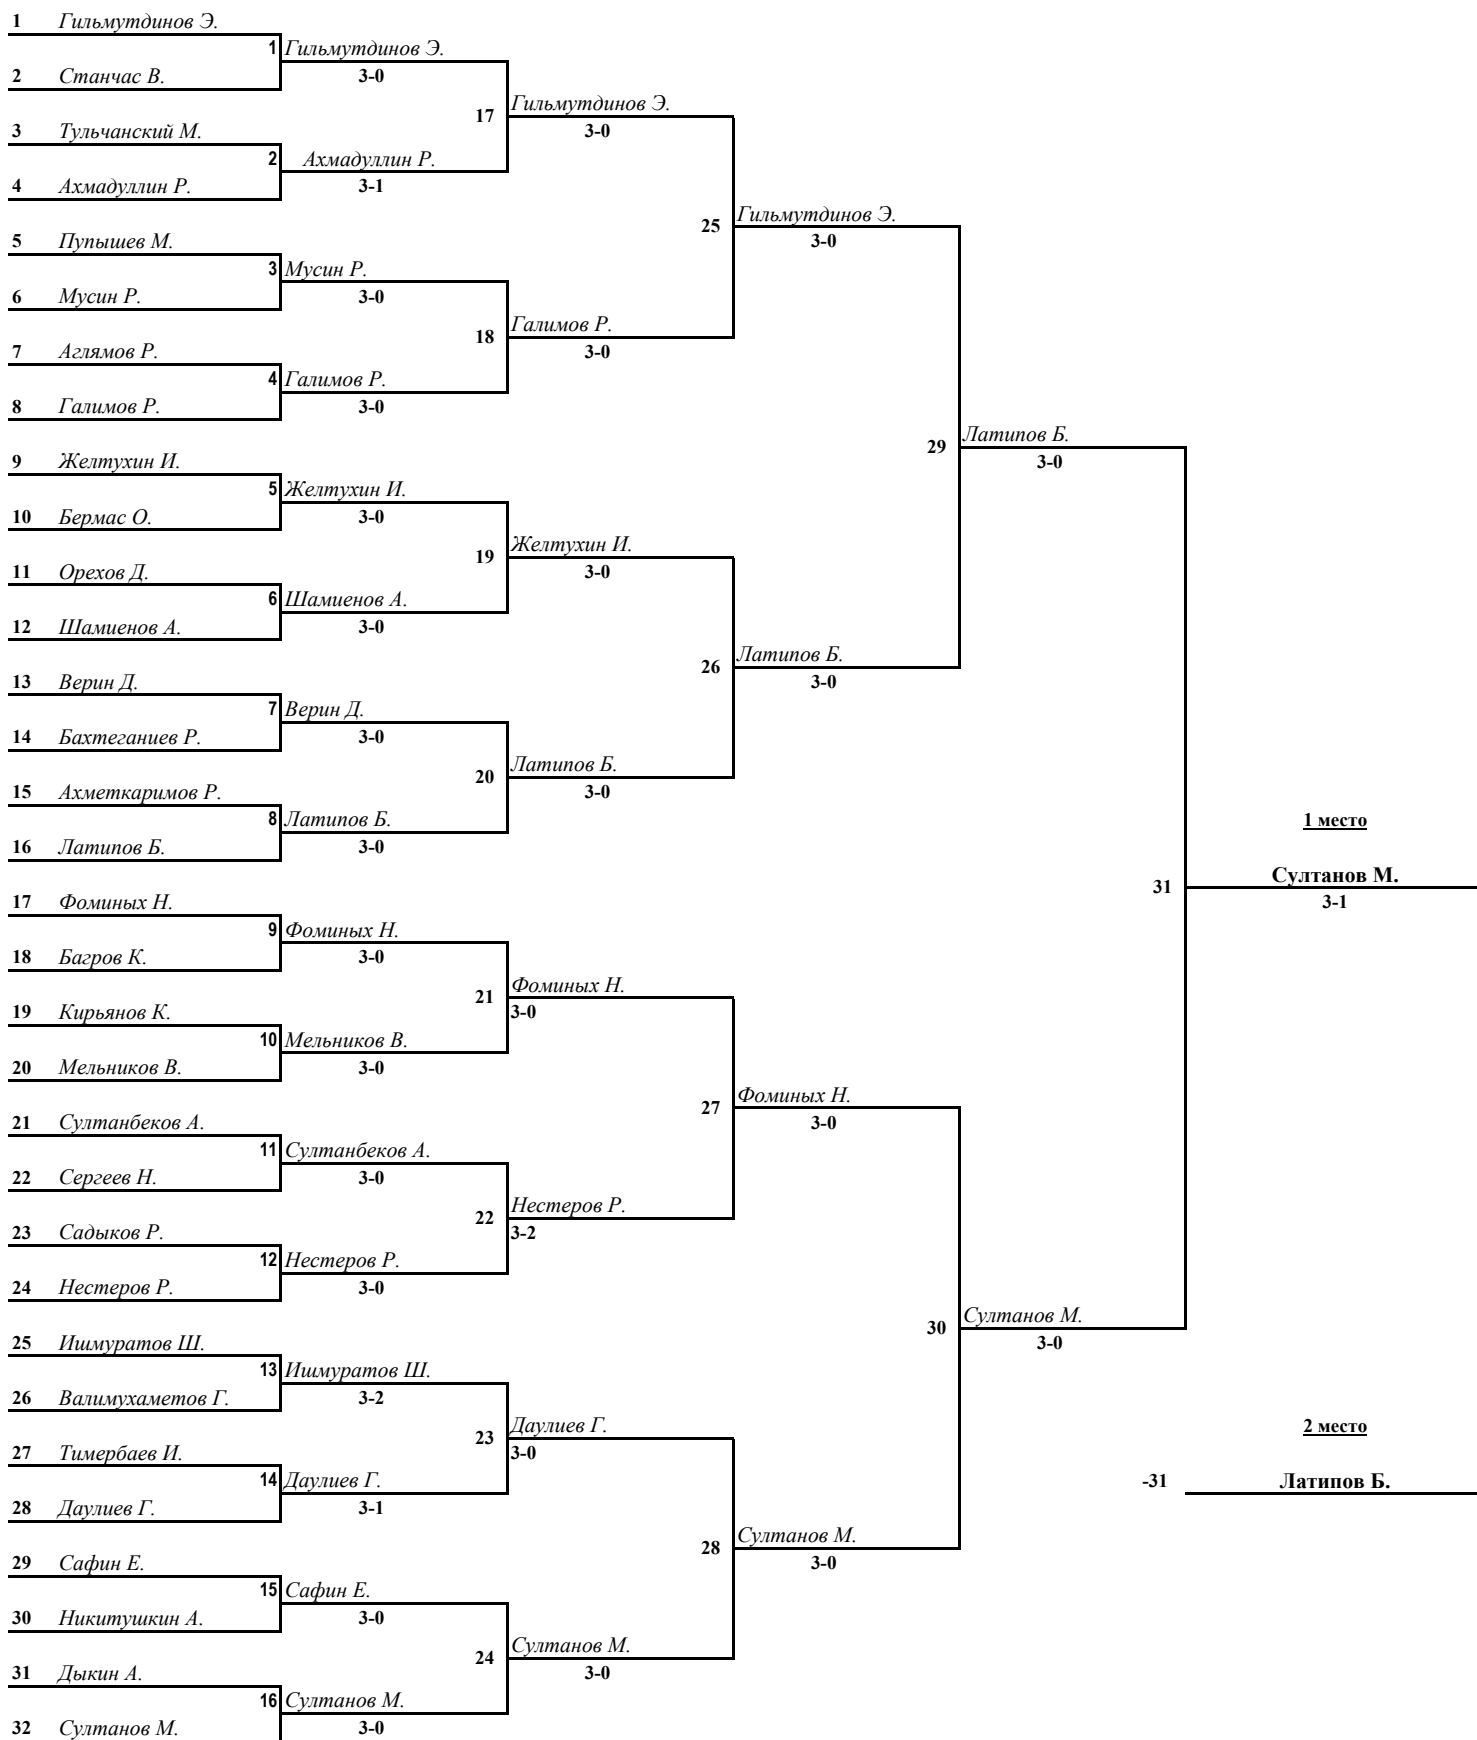 1 Гильмутдинов Э.
1 Гильмутдинов Э.
2 Станчас В.
3-0
17 Гильмутдинов Э.
3 Тульчанский М.
3-0
2 Ахмадуллин Р.
4 Ахмадуллин Р.
3-1
25 Гильмутдинов Э.
5 Пупышев М.
3-0
3 Мусин Р.
6 Мусин Р.
3-0
18 Галимов Р.
7 Аглямов Р.
3-0
4 Галимов Р.
8 Галимов Р.
3-0
29 Латипов Б.
9 Желтухин И.
3-0
5 Желтухин И.
10 Бермас О.
3-0
19 Желтухин И.
11 Орехов Д.
3-0
6 Шамиенов А.
12 Шамиенов А.
3-0
26 Латипов Б.
13 Верин Д.
3-0
7 Верин Д.
14 Бахтеганиев Р.
3-0
20 Латипов Б.
15 Ахметкаримов Р.
3-0
8 Латипов Б.
1 место
16 Латипов Б.
3-0
31 Султанов М.
17 Фоминых Н.
3-1
9 Фоминых Н.
18 Багров К.
3-0
21 Фоминых Н.
19 Кирьянов К.
3-0
10 Мельников В.
20 Мельников В.
3-0
27 Фоминых Н.
21 Султанбеков А.
3-0
11 Султанбеков А.
22 Сергеев Н.
3-0
22 Нестеров Р.
23 Садыков Р.
3-2
12 Нестеров Р.
24 Нестеров Р.
3-0
30 Султанов М.
25 Ишмуратов Ш.
3-0
13 Ишмуратов Ш.
26 Валимухаметов Г.
3-2
23 Даулиев Г.
2 место
27 Тимербаев И.
3-0
14 Даулиев Г.
-31 Латипов Б.
28 Даулиев Г.
3-1
28 Султанов М.
29 Сафин Е.
3-0
15 Сафин Е.
30 Никитушкин А.
3-0
24 Султанов М.
31 Дыкин А.
3-0
16 Султанов М.
32 Султанов М.
3-0